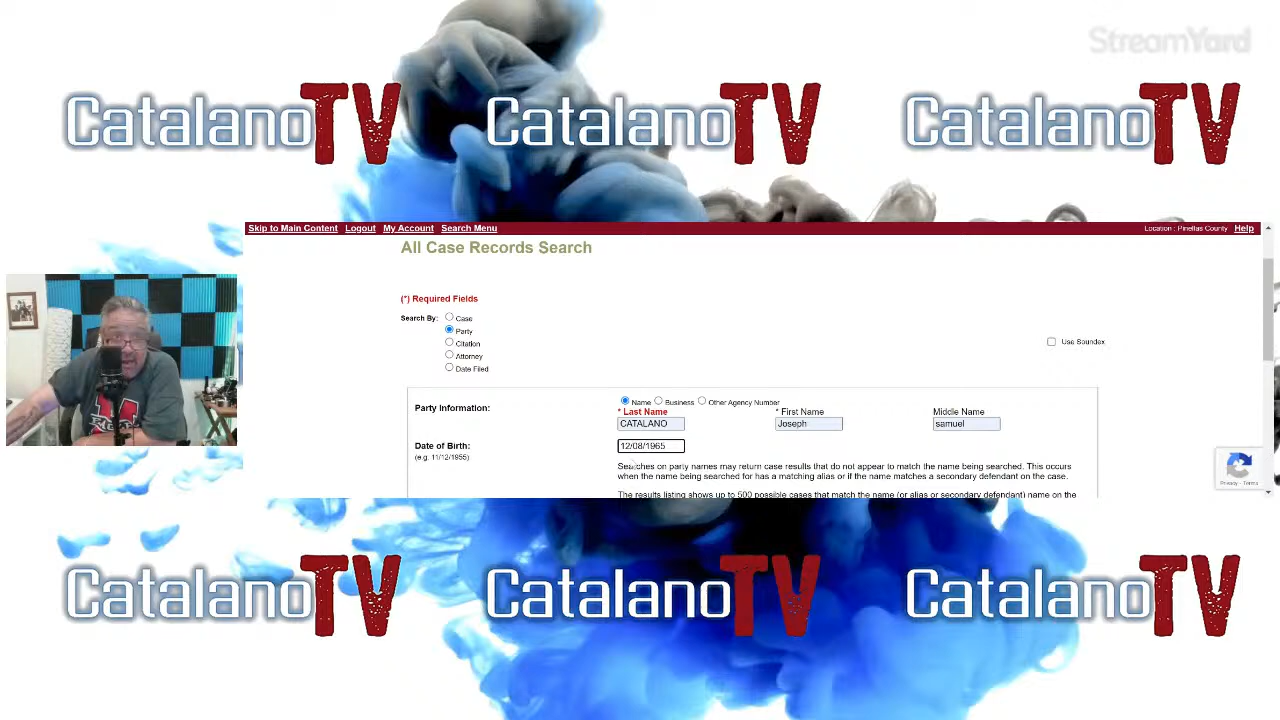 StreamYard
CatalanoTV CatalanoTV CatalanoTV
Skip to Main Content Logout My Account Search Menu Location : Pinellas County Help
All Case Records Search
(*) Required Fields
Search By: Case
Party
Citation
Attorney
Date Filed
Use Soundex
Party Information: Name Business Other Agency Number
* Last Name * First Name Middle Name
CATALANO Joseph samuel
Date of Birth: 12/08/1965
(e.g. 11/12/1955)
Searches on party names may return case results that do not appear to match the name being searched. This occurs
when the name being searched for has a matching alias or if the name matches a secondary defendant on the case.
The results listing shows up to 500 possible cases that match the name (or alias or secondary defendant) name on the
Privacy - Terms
CatalanoTV CatalanoTV CatalanoTV